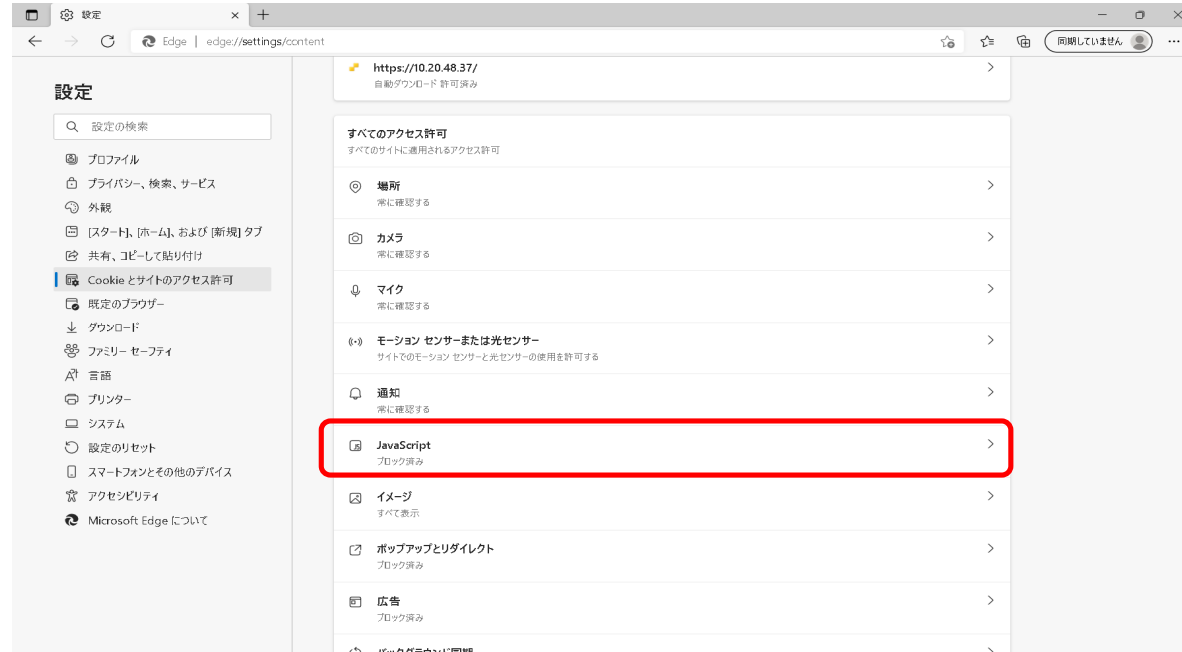 設定
Edge | edge://settings/content
同期していません
設定
設定の検索
プロファイル
プライバシー、検索、サービス
外観
[スタート]、[ホーム]、および [新規] タブ
共有、コピーして貼り付け
Cookie とサイトのアクセス許可
既定のブラウザー
ダウンロード
ファミリー セーフティ
言語
プリンター
システム
設定のリセット
スマートフォンとその他のデバイス
アクセシビリティ
Microsoft Edge について
https://10.20.48.37/
自動ダウンロード 許可済み
すべてのアクセス許可
すべてのサイトに適用されるアクセス許可
場所
常に確認する
カメラ
常に確認する
マイク
常に確認する
モーション センサーまたは光センサー
サイトでのモーション センサーと光センサーの使用を許可する
通知
常に確認する
JavaScript
ブロック済み
イメージ
すべて表示
ポップアップとリダイレクト
ブロック済み
広告
ブロック済み
バックグラウンド同期